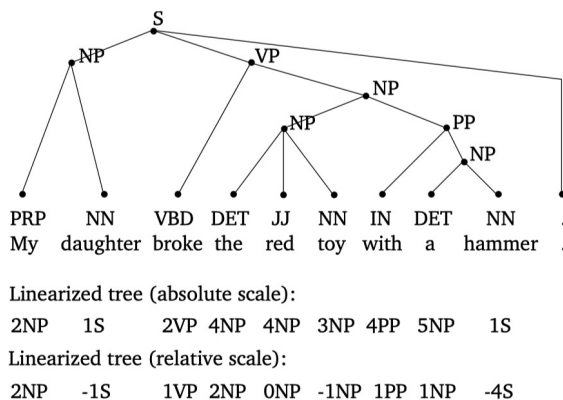 S
NP VP
NP
NP PP
NP
PRP NN VBD DET JJ NN IN DET NN .
My daughter broke the red toy with a hammer .
Linearized tree (absolute scale):
2NP 1S 2VP 4NP 4NP 3NP 4PP 5NP 1S
Linearized tree (relative scale):
2NP -1S 1VP 2NP 0NP -1NP 1PP 1NP -4S